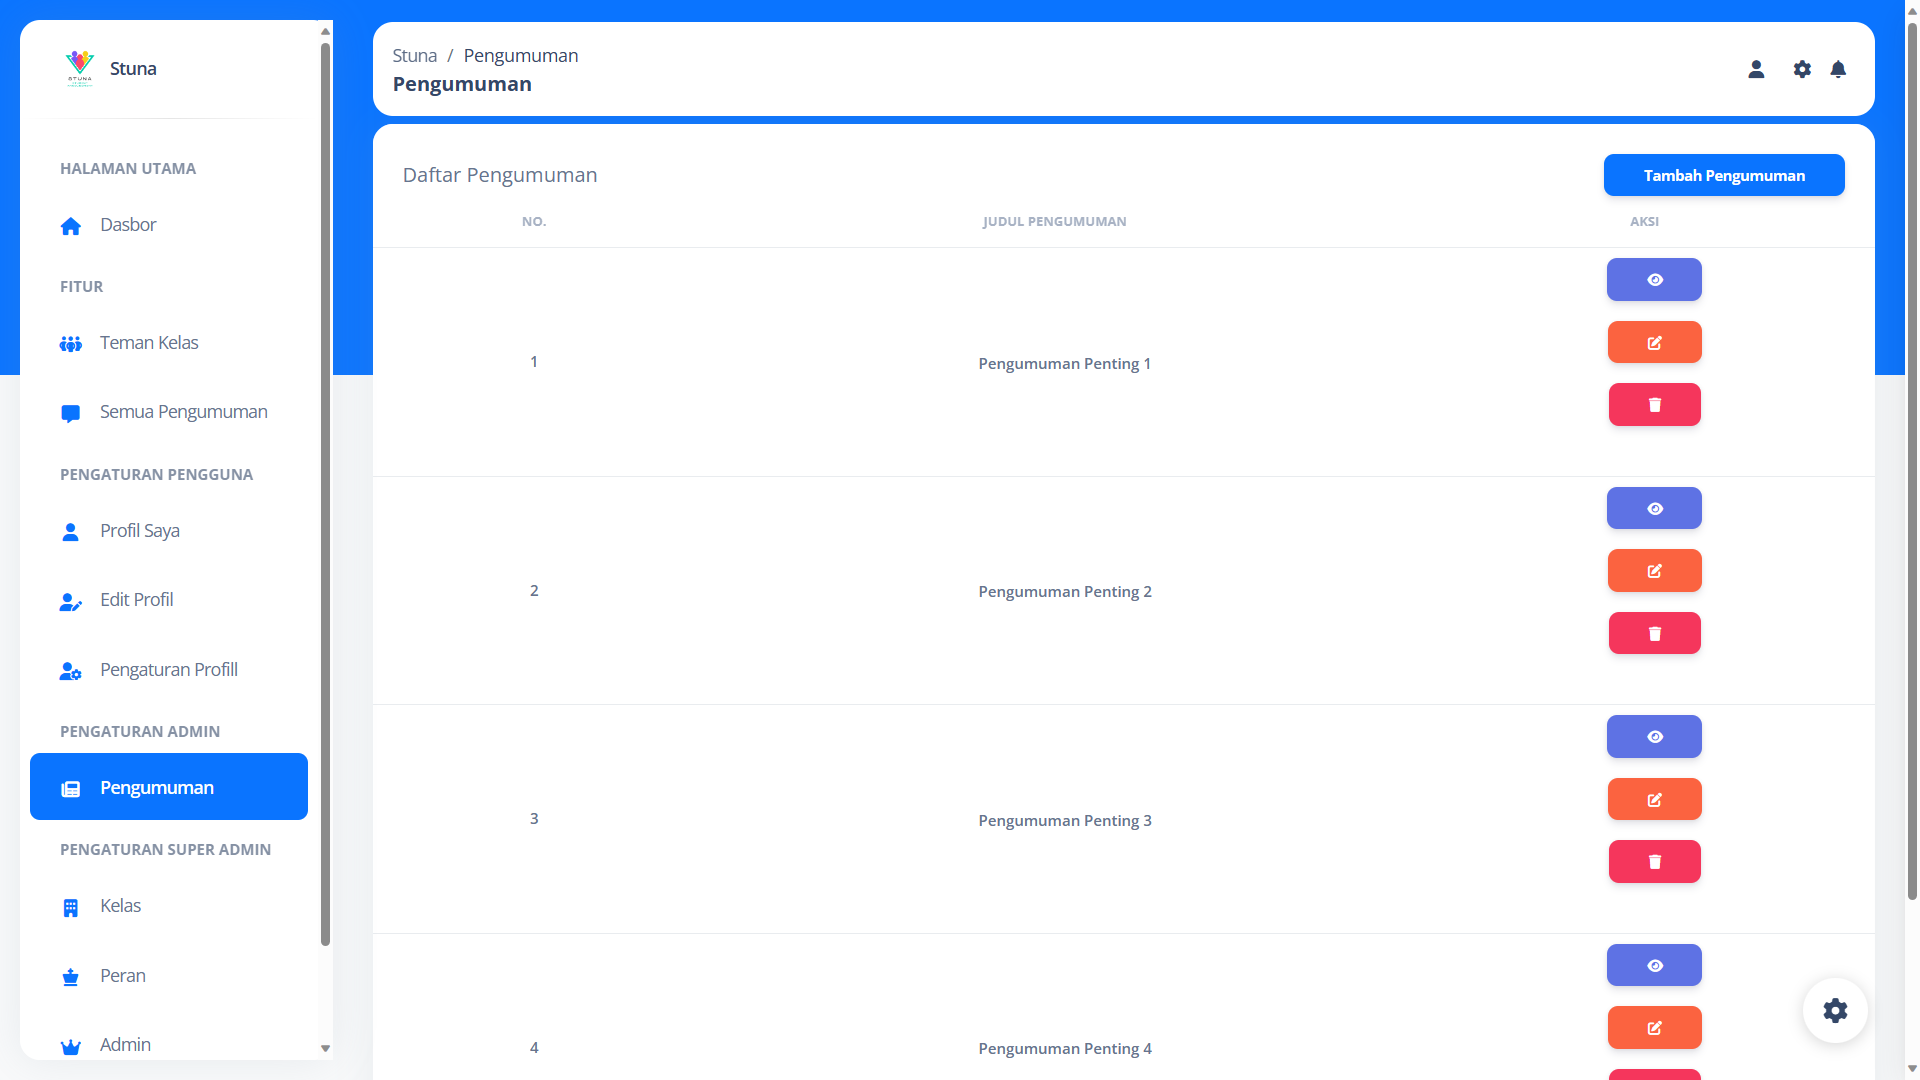 Stuna
HALAMAN UTAMA
Dasbor
FITUR
Teman Kelas
Semua Pengumuman
PENGATURAN PENGGUNA
Profil Saya
Edit Profil
Pengaturan Profill
PENGATURAN ADMIN
Pengumuman
PENGATURAN SUPER ADMIN
Kelas
Peran
Admin
Stuna / Pengumuman
Pengumuman
Daftar Pengumuman
Tambah Pengumuman
NO. JUDUL PENGUMUMAN AKSI
1 Pengumuman Penting 1
2 Pengumuman Penting 2
3 Pengumuman Penting 3
4 Pengumuman Penting 4